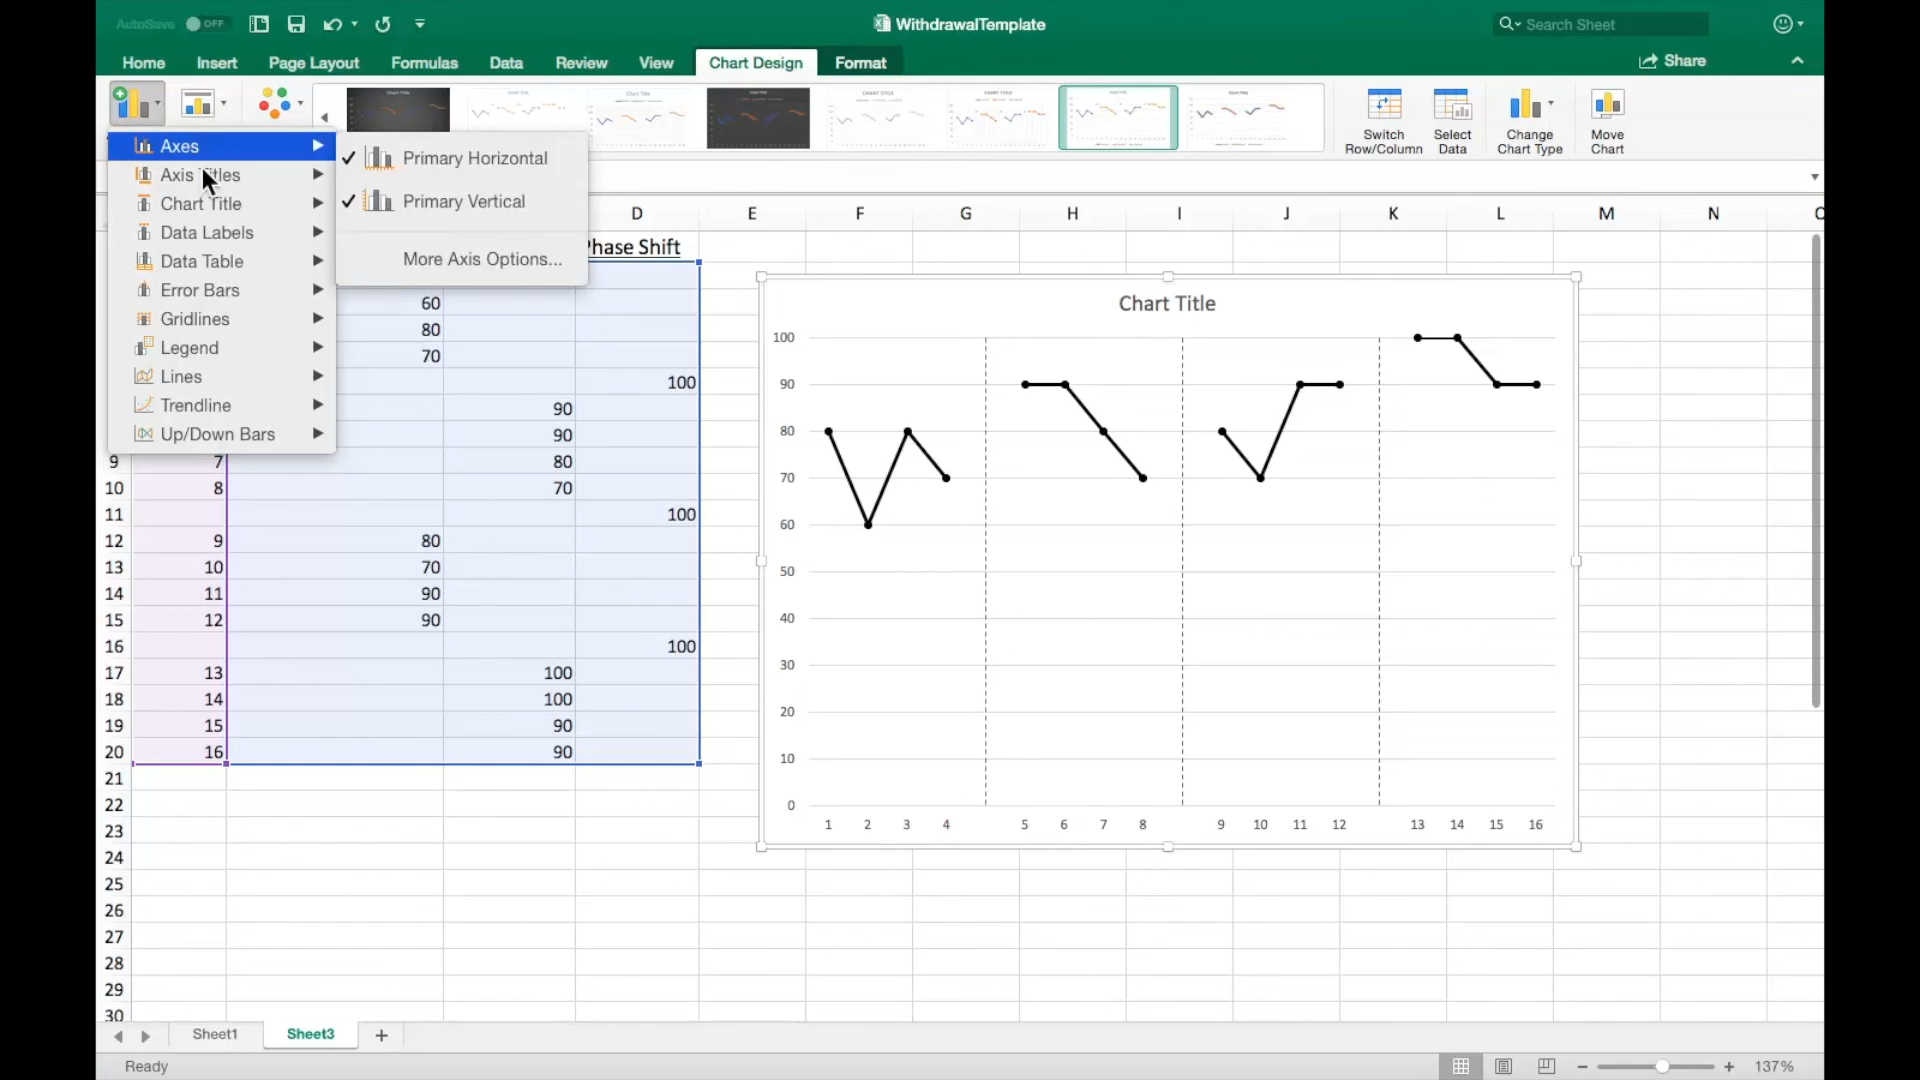 AutoSave OFF
WithdrawalTemplate
Search Sheet
Home Insert Page Layout Formulas Data Review View Chart Design Format
Share
Switch Row/Column
Select Data
Change Chart Type
Move Chart
Axes
Axis Titles
Chart Title
Data Labels
Data Table
Error Bars
Gridlines
Legend
Lines
Trendline
Up/Down Bars
Primary Horizontal
Primary Vertical
More Axis Options...
D E F G H I J K L M N
Phase Shift
60
80
70
100
90
90
9 7 80
10 8 70
11 100
12 9 80
13 10 70
14 11 90
15 12 90
16 100
17 13 100
18 14 100
19 15 90
20 16 90
21
22
23
24
25
26
27
28
29
30
Chart Title
100
90
80
70
60
50
40
30
20
10
0
1 2 3 4 5 6 7 8 9 10 11 12 13 14 15 16
Sheet1 Sheet3
Ready
137%